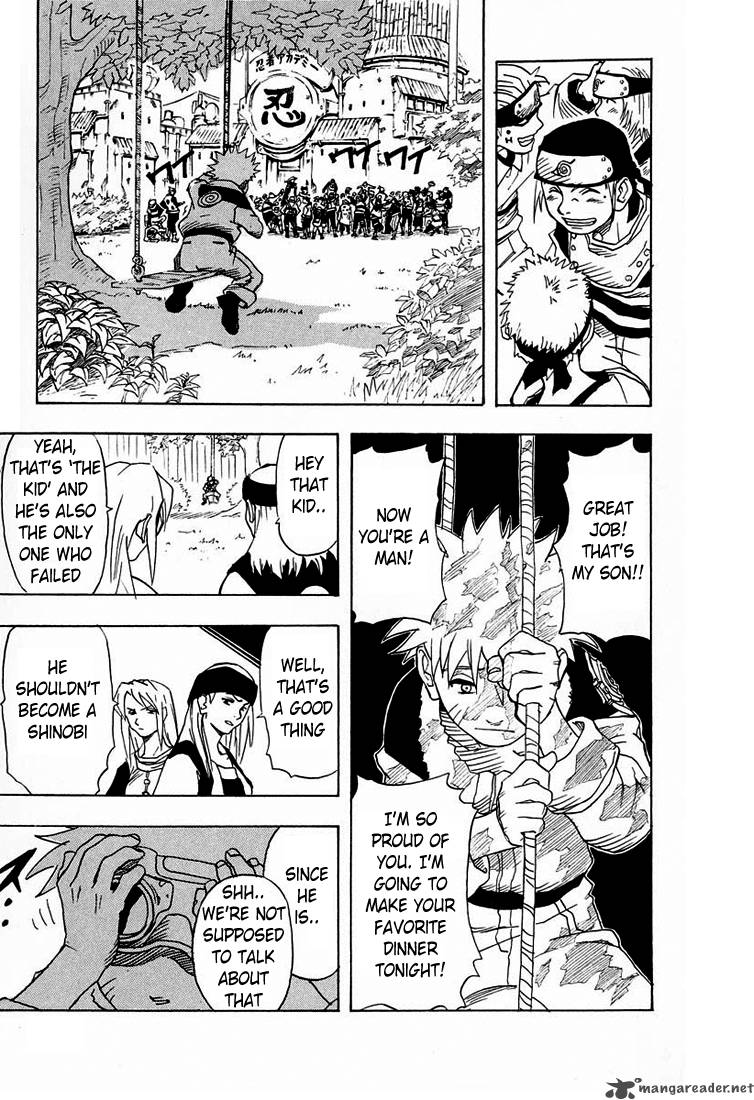 忍者アカデミー
忍
ワイ
ワイ
ワイ
GREAT
JOB!
THAT'S
MY SON!!
NOW
YOU'RE A
MAN!
I'M SO
PROUD OF
YOU. I'M
GOING TO
MAKE YOUR
FAVORITE
DINNER
TONIGHT!
HEY
THAT
KID..
YEAH,
THAT'S 'THE
KID' AND
HE'S ALSO
THE ONLY
ONE WHO
FAILED
WELL,
THAT'S
A GOOD
THING
HE
SHOULDN'T
BECOME A
SHINOBI
SINCE
HE
IS..
SHH..
WE'RE NOT
SUPPOSED
TO TALK
ABOUT
THAT
mangareader.net